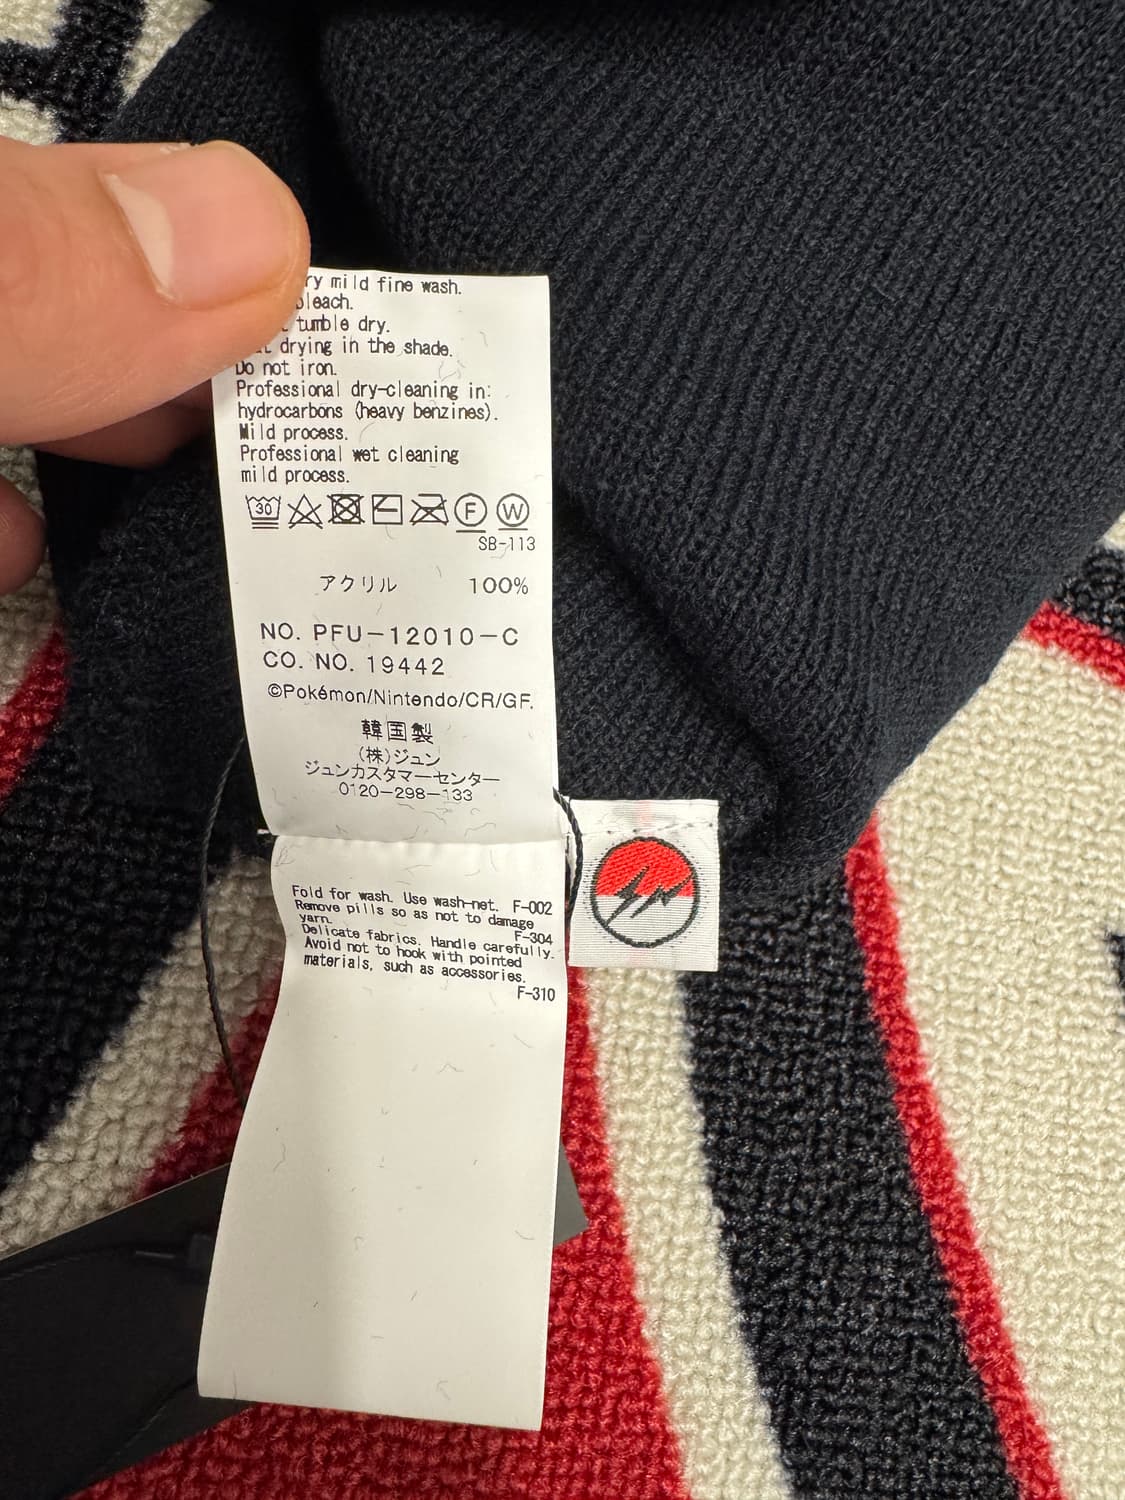 mild fine wash.
bleach.
tumble dry.
drying in the shade.
Do not iron.
Professional dry-cleaning in:
hydrocarbons (heavy benzines).
Mild process.
Professional wet cleaning
mild process.
30 F W
SB-113
アクリル 100%
NO. PFU-12010-C
CO. NO. 19442
©Pokémon/Nintendo/CR/GF.
韓国製
(株)ジュン
ジュンカスタマーセンター
0120-298-133
Fold for wash. Use wash-net. F-002
Remove pills so as not to damage
yarn. F-304
Delicate fabrics. Handle carefully.
Avoid not to hook with pointed
materials, such as accessories.
F-310